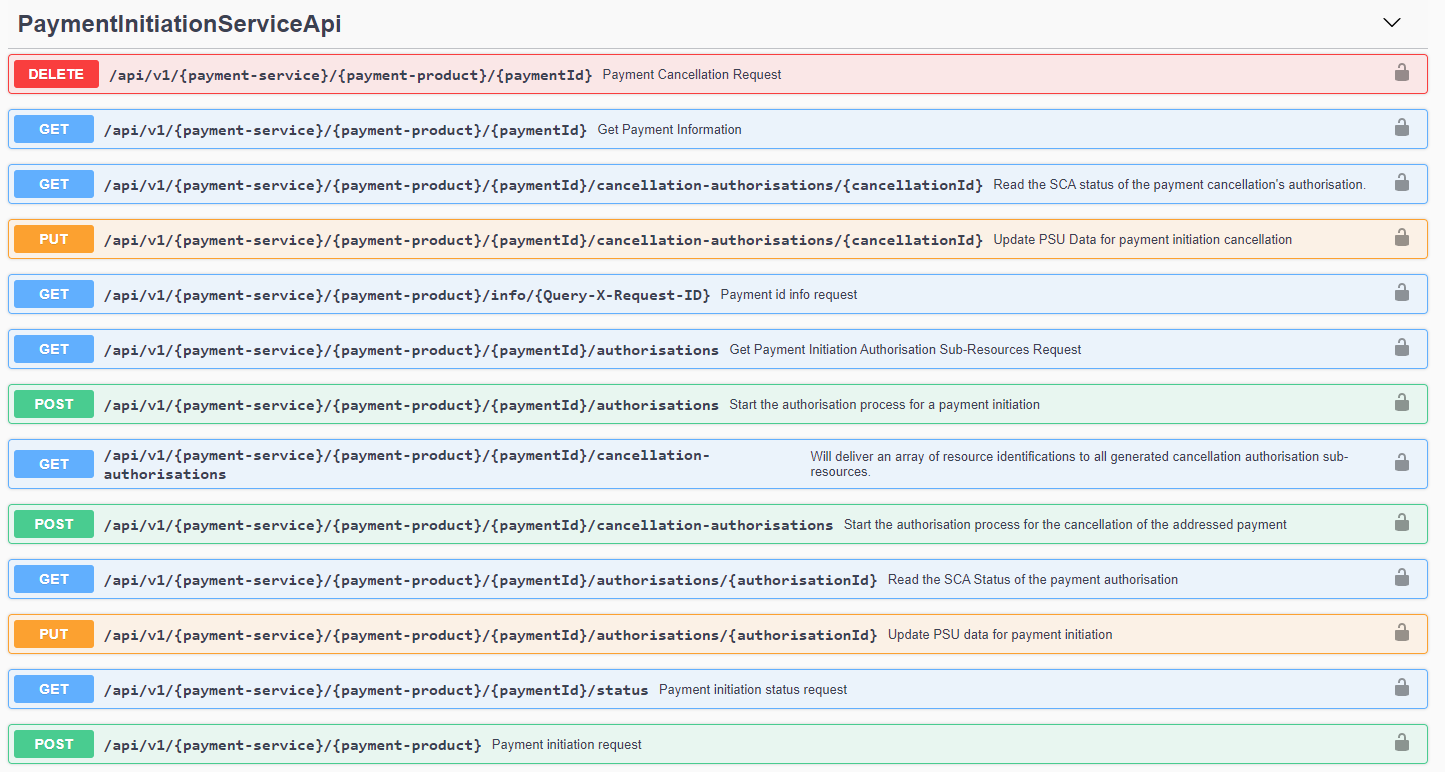 PaymentInitiationServiceApi
DELETE /api/v1/{payment-service}/{payment-product}/{paymentId} Payment Cancellation Request
GET /api/v1/{payment-service}/{payment-product}/{paymentId} Get Payment Information
GET /api/v1/{payment-service}/{payment-product}/{paymentId}/cancellation-authorisations/{cancellationId} Read the SCA status of the payment cancellation's authorisation.
PUT /api/v1/{payment-service}/{payment-product}/{paymentId}/cancellation-authorisations/{cancellationId} Update PSU Data for payment initiation cancellation
GET /api/v1/{payment-service}/{payment-product}/info/{Query-X-Request-ID} Payment id info request
GET /api/v1/{payment-service}/{payment-product}/{paymentId}/authorisations Get Payment Initiation Authorisation Sub-Resources Request
POST /api/v1/{payment-service}/{payment-product}/{paymentId}/authorisations Start the authorisation process for a payment initiation
GET /api/v1/{payment-service}/{payment-product}/{paymentId}/cancellation-
authorisations
Will deliver an array of resource identifications to all generated cancellation authorisation sub-
resources.
POST /api/v1/{payment-service}/{payment-product}/{paymentId}/cancellation-authorisations Start the authorisation process for the cancellation of the addressed payment
GET /api/v1/{payment-service}/{payment-product}/{paymentId}/authorisations/{authorisationId} Read the SCA Status of the payment authorisation
PUT /api/v1/{payment-service}/{payment-product}/{paymentId}/authorisations/{authorisationId} Update PSU data for payment initiation
GET /api/v1/{payment-service}/{payment-product}/{paymentId}/status Payment initiation status request
POST /api/v1/{payment-service}/{payment-product} Payment initiation request